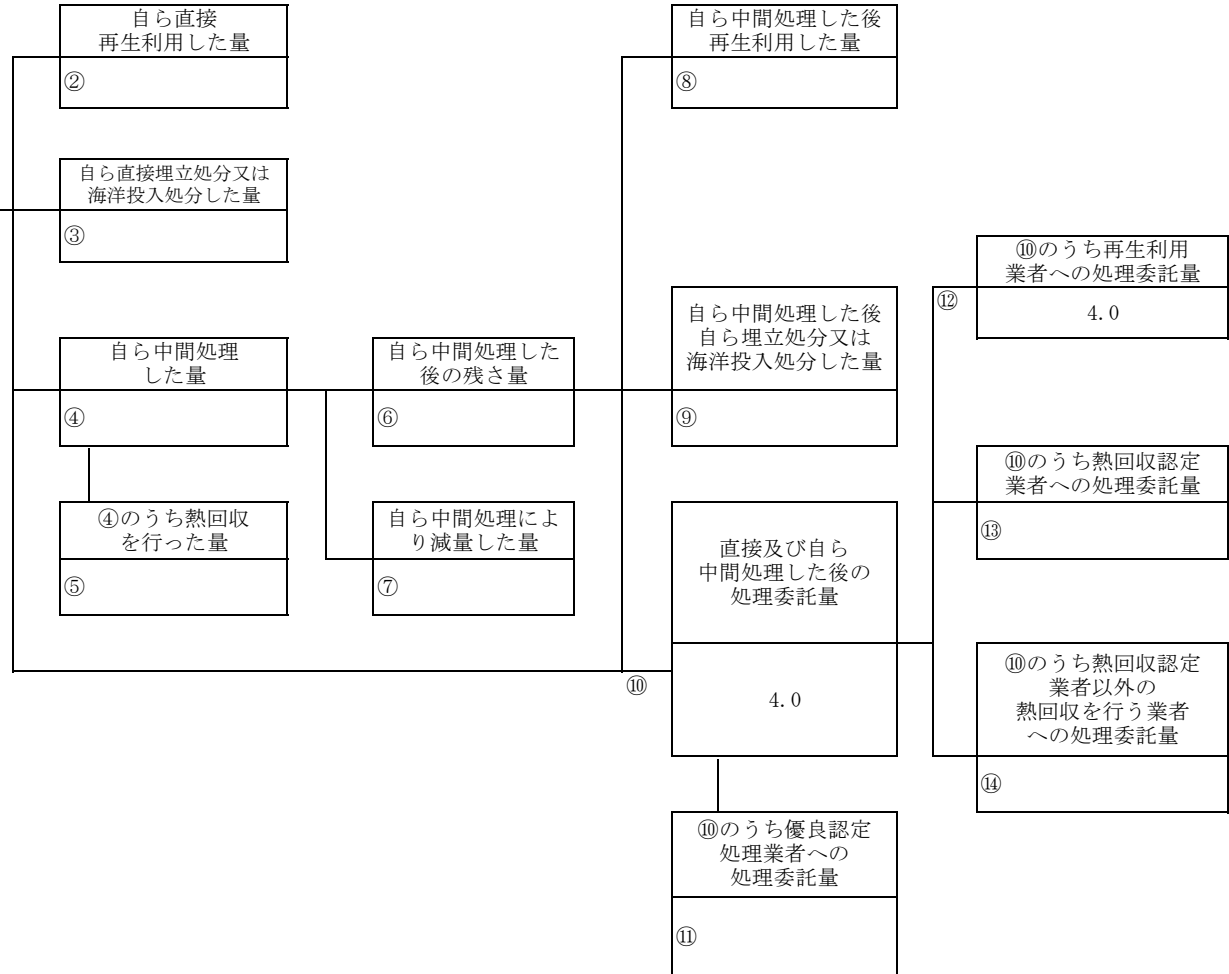 自ら直接
再生利用した量
②
自ら直接埋立処分又は
海洋投入処分した量
③
自ら中間処理
した量
④
④のうち熱回収
を行った量
⑤
自ら中間処理した
後の残さ量
⑥
自ら中間処理によ
り減量した量
⑦
自ら中間処理した後
再生利用した量
⑧
自ら中間処理した後
自ら埋立処分又は
海洋投入処分した量
⑨
直接及び自ら
中間処理した後の
処理委託量
⑩
4.0
⑩のうち優良認定
処理業者への
処理委託量
⑪
⑩のうち再生利用
業者への処理委託量
⑫
4.0
⑩のうち熱回収認定
業者への処理委託量
⑬
⑩のうち熱回収認定
業者以外の
熱回収を行う業者
への処理委託量
⑭